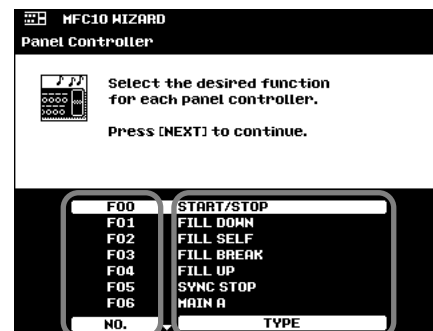 MFC10 WIZARD
Panel Controller
Select the desired function
for each panel controller.
Press [NEXT] to continue.
F00 START/STOP
F01 FILL DOWN
F02 FILL SELF
F03 FILL BREAK
F04 FILL UP
F05 SYNC STOP
F06 MAIN A
NO. TYPE